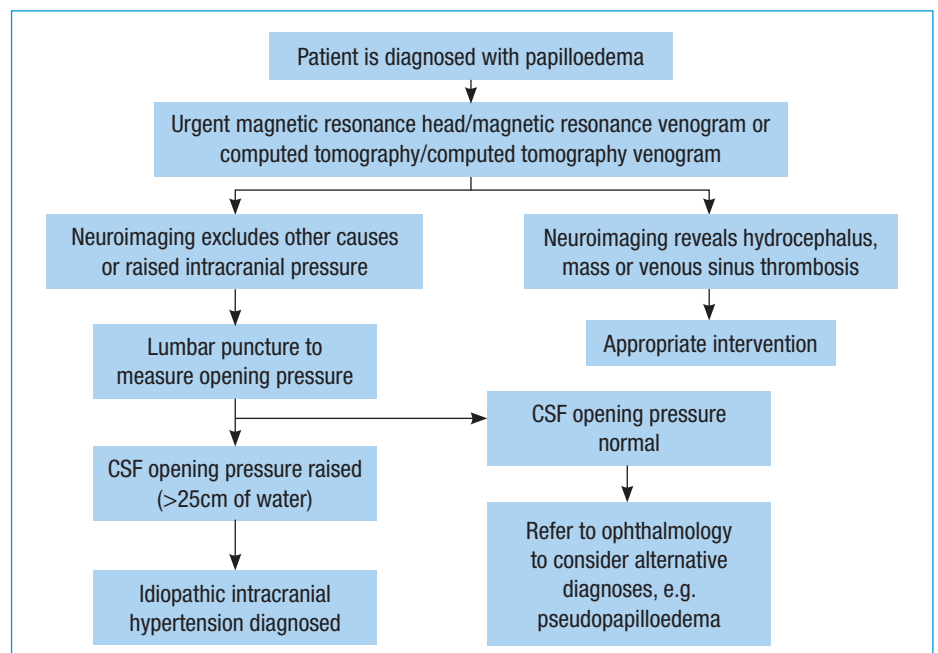 Patient is diagnosed with papilloedema
Urgent magnetic resonance head/magnetic resonance venogram or
computed tomography/computed tomography venogram
Neuroimaging excludes other causes
or raised intracranial pressure
Neuroimaging reveals hydrocephalus,
mass or venous sinus thrombosis
Lumbar puncture to
measure opening pressure
Appropriate intervention
CSF opening pressure raised
(>25cm of water)
CSF opening pressure
normal
Idiopathic intracranial
hypertension diagnosed
Refer to ophthalmology
to consider alternative
diagnoses, e.g.
pseudopapilloedema